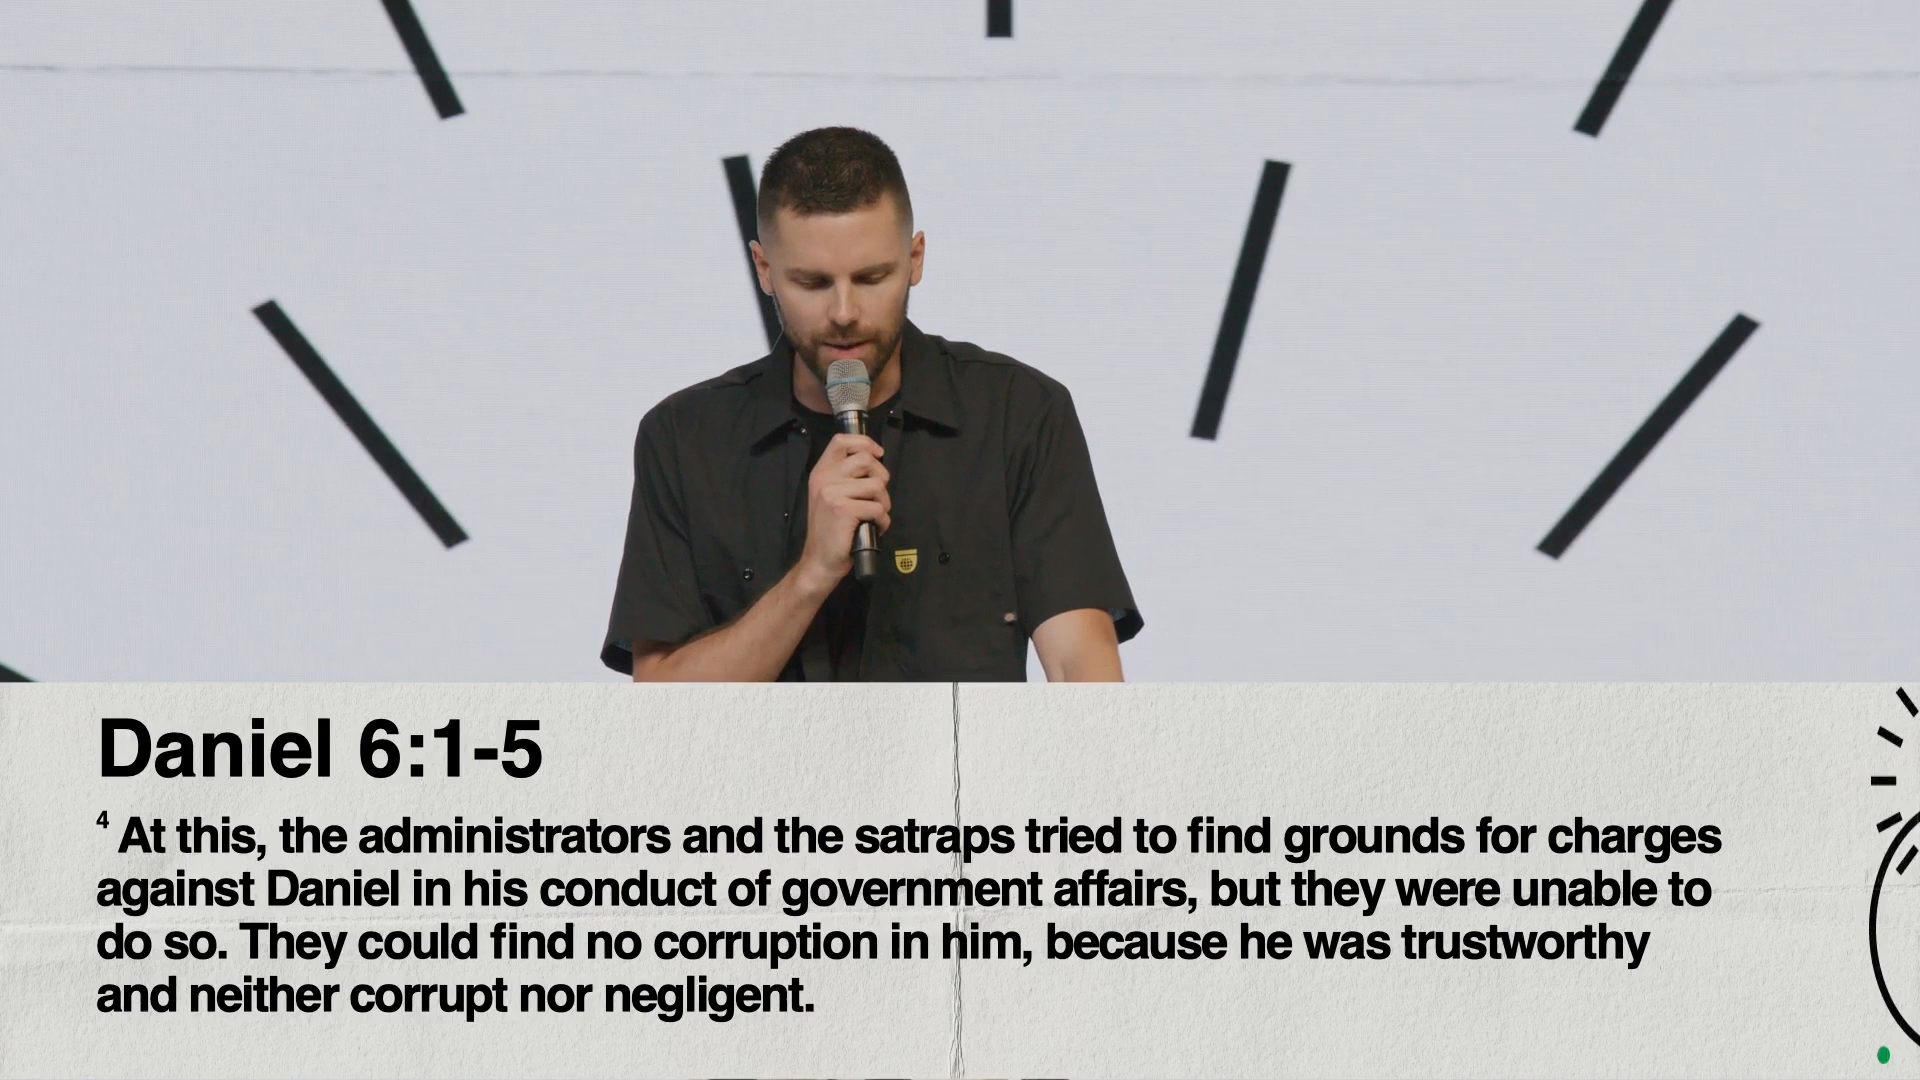 Daniel 6:1-5
4 At this, the administrators and the satraps tried to find grounds for charges
against Daniel in his conduct of government affairs, but they were unable to
do so. They could find no corruption in him, because he was trustworthy
and neither corrupt nor negligent.